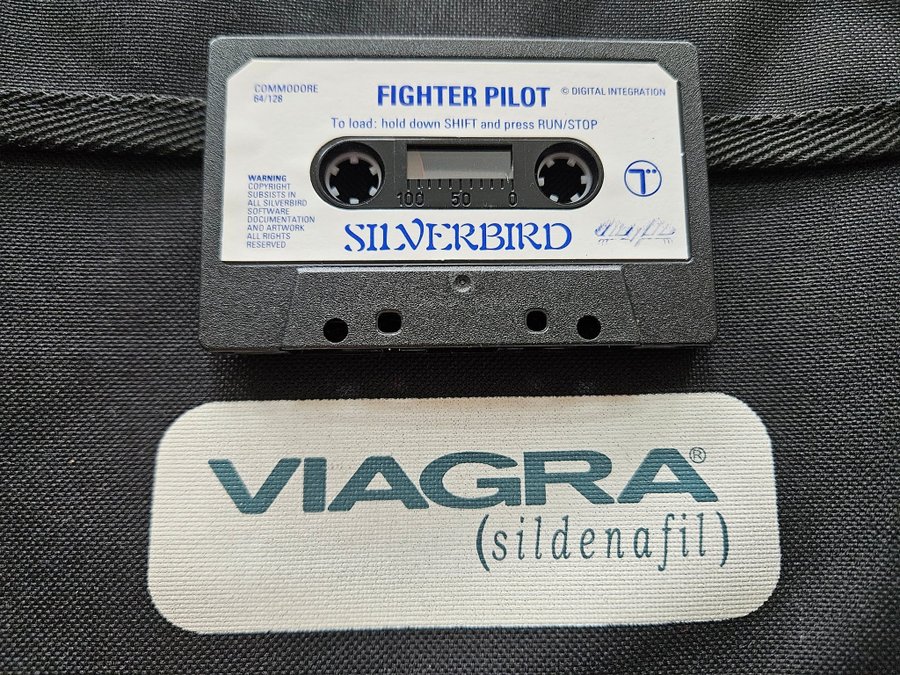 COMMODORE
64/128
FIGHTER PILOT
© DIGITAL INTEGRATION
To load: hold down SHIFT and press RUN/STOP
WARNING
COPYRIGHT
SUBSISTS IN
ALL SILVERBIRD
SOFTWARE
DOCUMENTATION
AND ARTWORK
ALL RIGHTS
RESERVED
100 50 0
T
SILVERBIRD
VIAGRA®
(sildenafil)